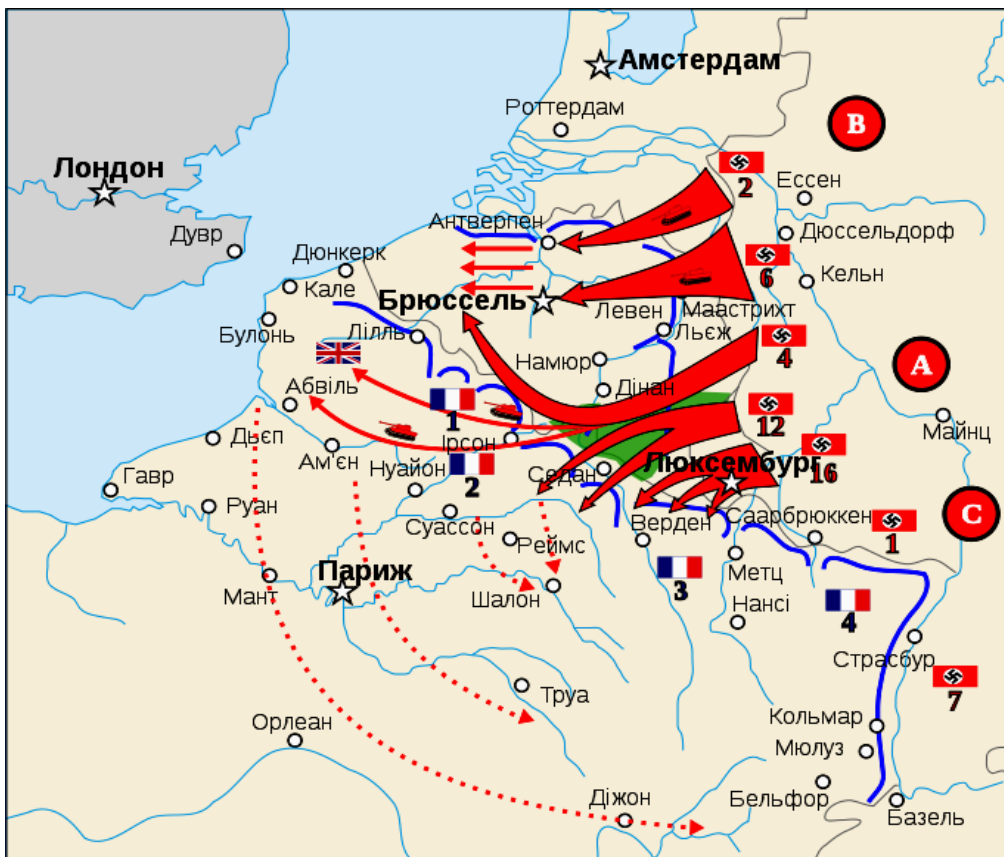 Амстердам
Роттердам
B
Лондон
2
Ессен
Антверпен
Дувр
Дюссельдорф
Дюнкерк
6
Кельн
Кале
Брюссель
Левен
Маастрихт
Булонь
Лілль
Льєж
4
Намюр
A
Абвіль
Дінан
1
12
Майнц
Дьєп
Ірсон
Ам'єн
Нуайон
Седан
Люксембург
16
Гавр
2
Руан
Суассон
Верден
Саарбрюккен
C
1
Реймс
Париж
Мант
Шалон
3
Метц
Нансі
4
Страсбур
Труа
7
Орлеан
Кольмар
Мюлуз
Діжон
Бельфор
Базель